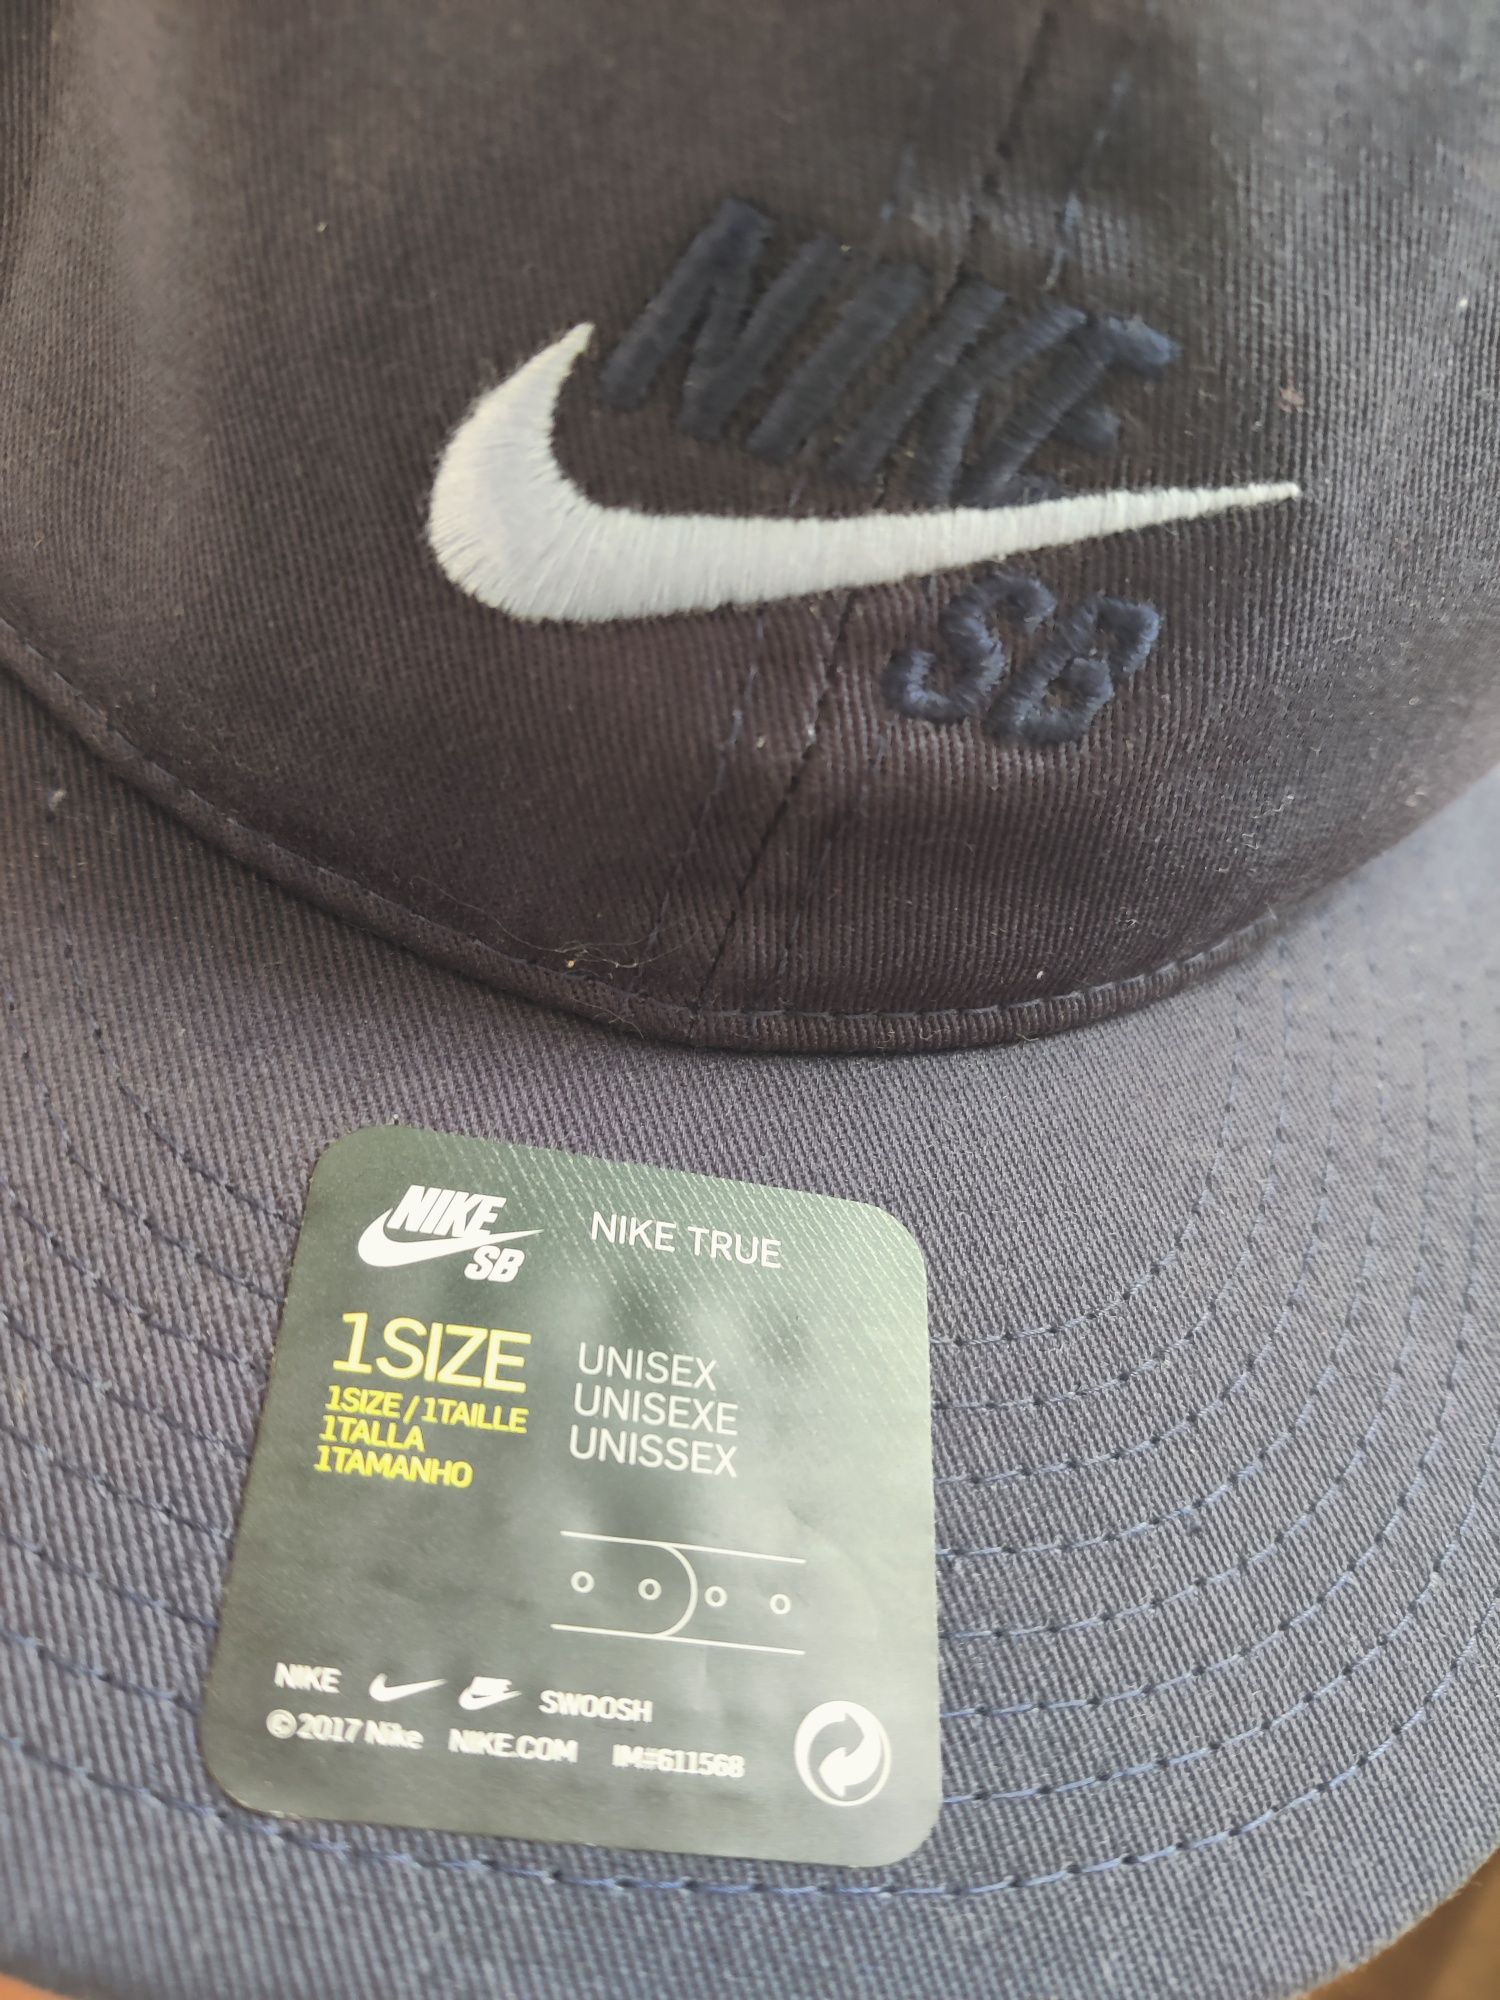 NIKE
SB
NIKE
SB
NIKE TRUE
1SIZE
1SIZE / 1TAILLE
1TALLA
1TAMANHO
UNISEX
UNISEXE
UNISSEX
NIKE SWOOSH
©2017 Nike NIKE.COM IM#611568